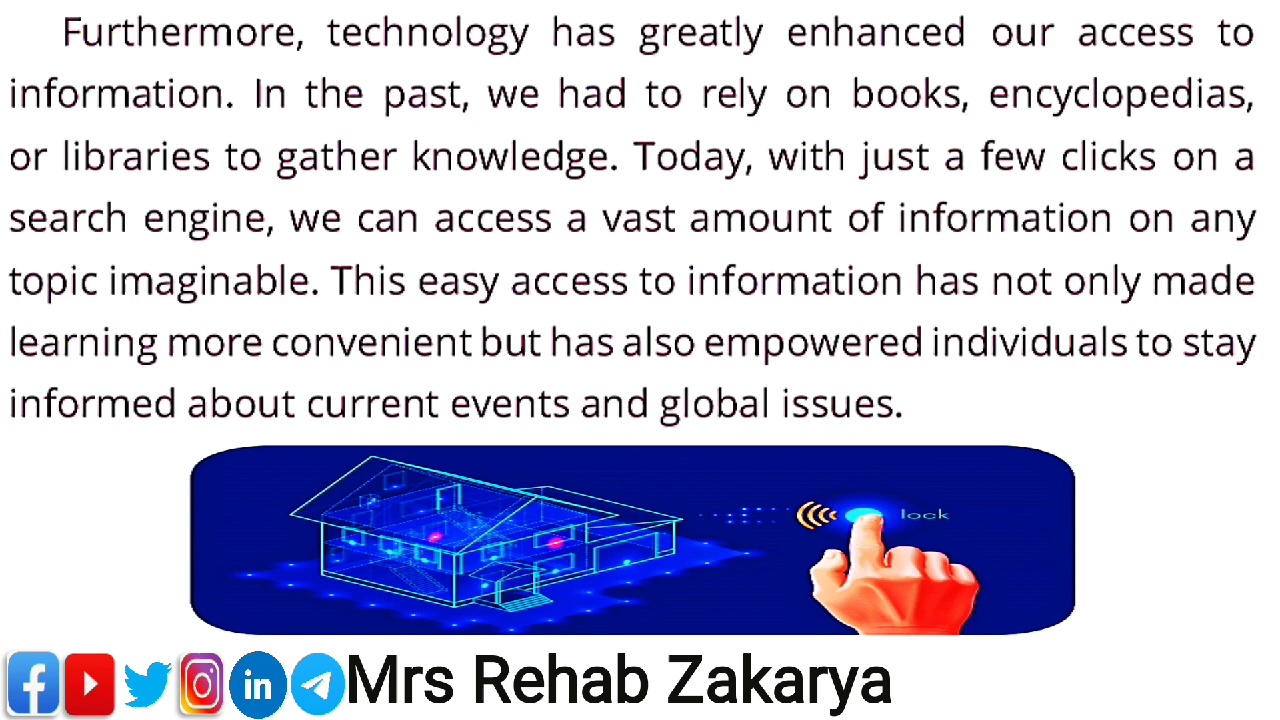 Furthermore, technology has greatly enhanced our access to
information. In the past, we had to rely on books, encyclopedias,
or libraries to gather knowledge. Today, with just a few clicks on a
search engine, we can access a vast amount of information on any
topic imaginable. This easy access to information has not only made
learning more convenient but has also empowered individuals to stay
informed about current events and global issues.
lock
Mrs Rehab Zakarya